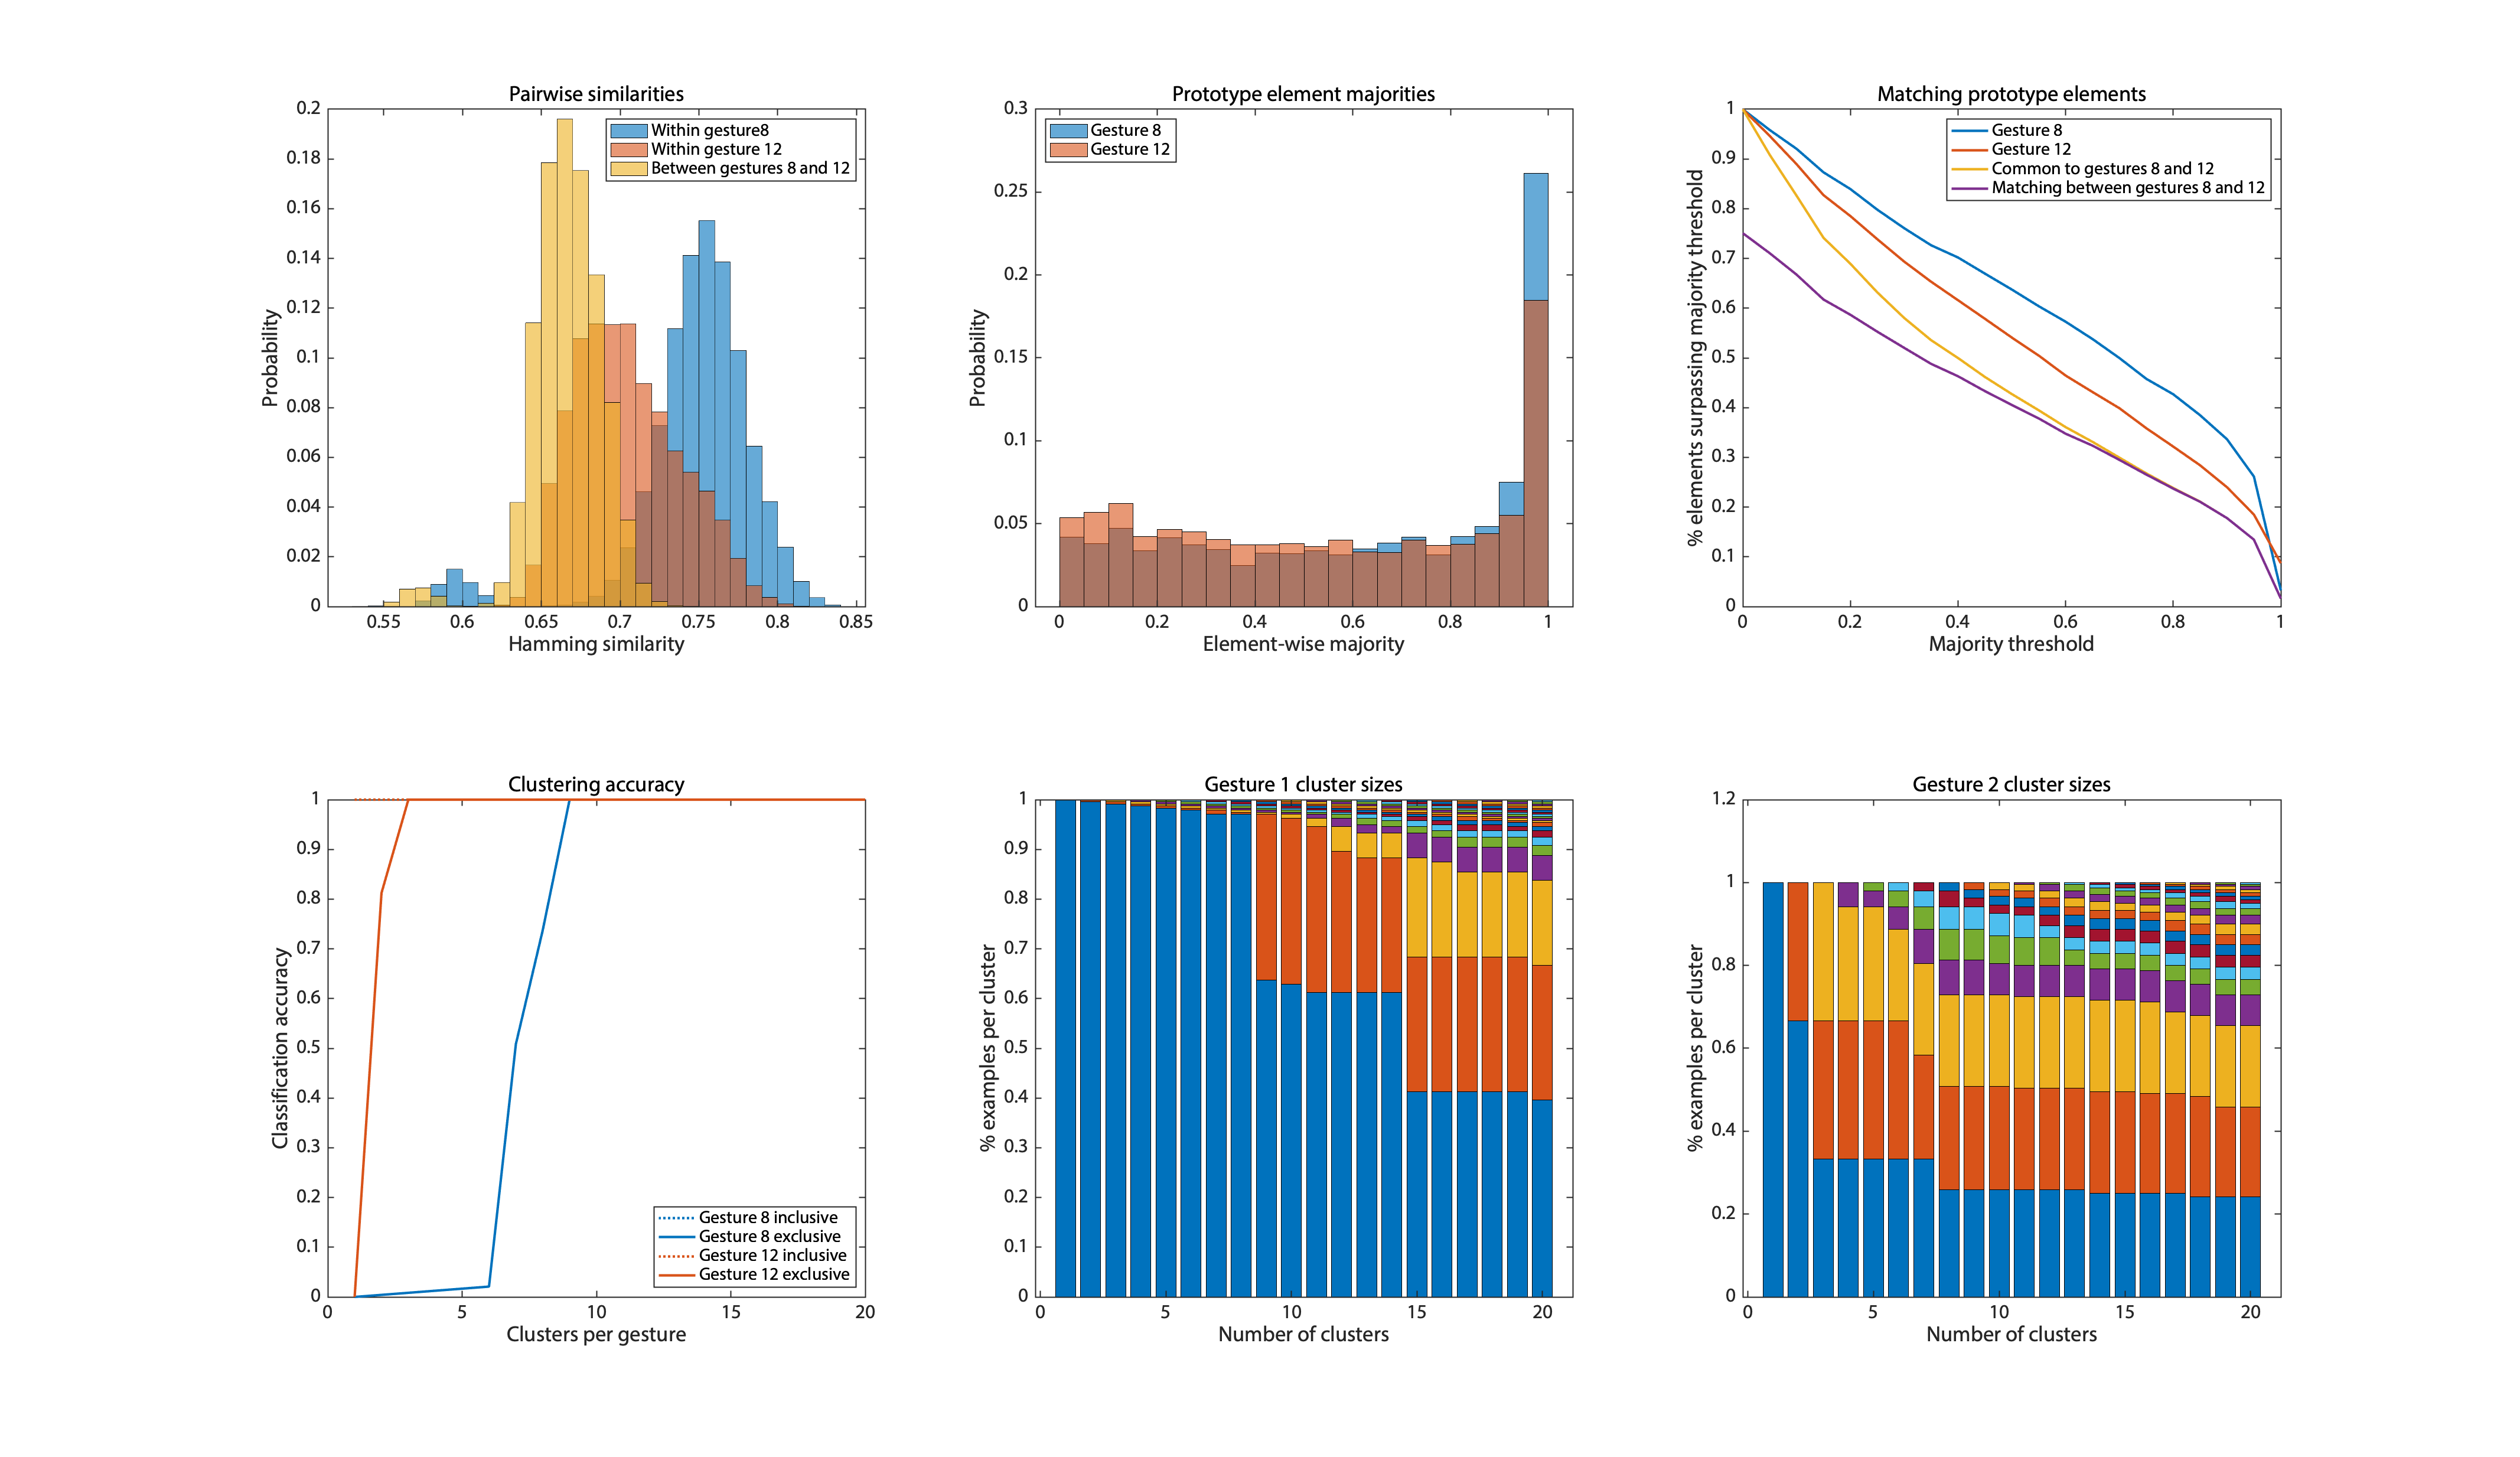 Pairwise similarities
0.2
0.18
0.16
0.14
0.12
0.1
0.08
0.06
0.04
0.02
0
Probability
0.55 0.6 0.65 0.7 0.75 0.8 0.85
Hamming similarity
Within gesture8
Within gesture 12
Between gestures 8 and 12
Prototype element majorities
0.3
0.25
0.2
0.15
0.1
0.05
0
Probability
0 0.2 0.4 0.6 0.8 1
Element-wise majority
Gesture 8
Gesture 12
Matching prototype elements
1
0.9
0.8
0.7
0.6
0.5
0.4
0.3
0.2
0.1
0
% elements surpassing majority threshold
0 0.2 0.4 0.6 0.8 1
Majority threshold
Gesture 8
Gesture 12
Common to gestures 8 and 12
Matching between gestures 8 and 12
Clustering accuracy
1
0.9
0.8
0.7
0.6
0.5
0.4
0.3
0.2
0.1
0
Classification accuracy
0 5 10 15 20
Clusters per gesture
Gesture 8 inclusive
Gesture 8 exclusive
Gesture 12 inclusive
Gesture 12 exclusive
Gesture 1 cluster sizes
1
0.9
0.8
0.7
0.6
0.5
0.4
0.3
0.2
0.1
0
% examples per cluster
0 5 10 15 20
Number of clusters
Gesture 2 cluster sizes
1.2
1
0.8
0.6
0.4
0.2
0
% examples per cluster
0 5 10 15 20
Number of clusters